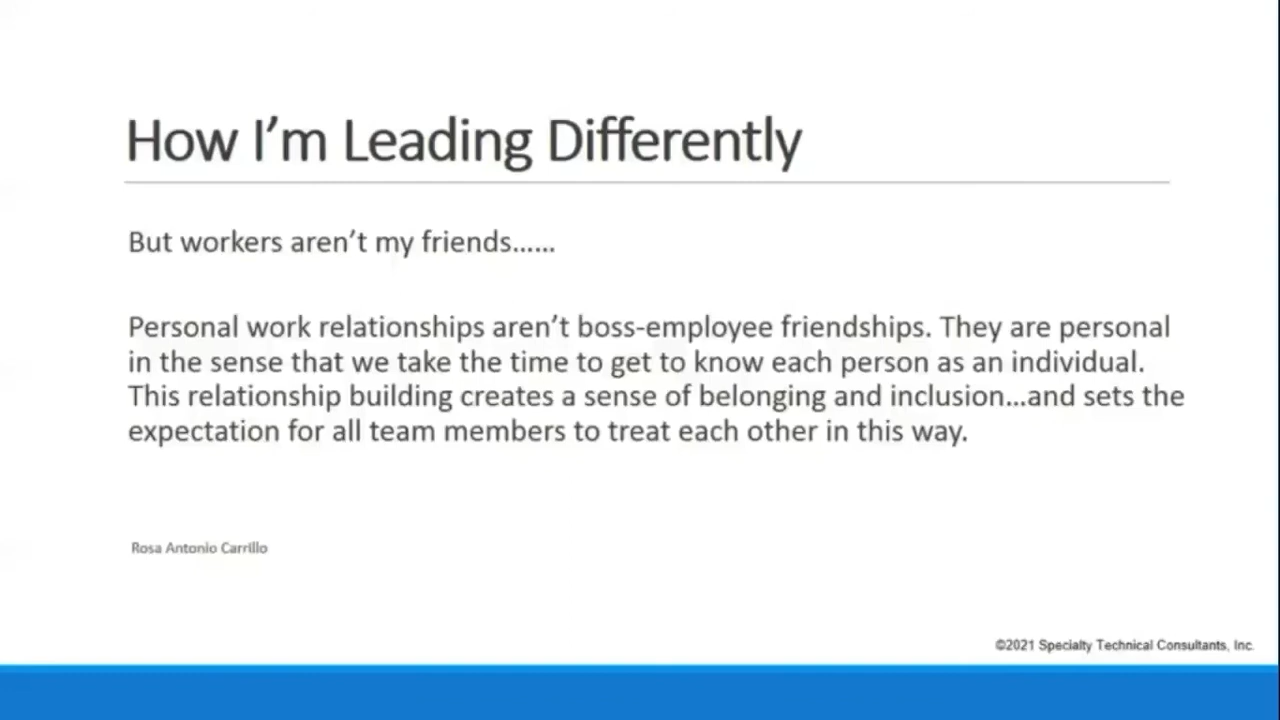 How I’m Leading Differently
But workers aren’t my friends......
Personal work relationships aren’t boss-employee friendships. They are personal
in the sense that we take the time to get to know each person as an individual.
This relationship building creates a sense of belonging and inclusion...and sets the
expectation for all team members to treat each other in this way.
Rosa Antonio Carrillo
©2021 Specialty Technical Consultants, Inc.